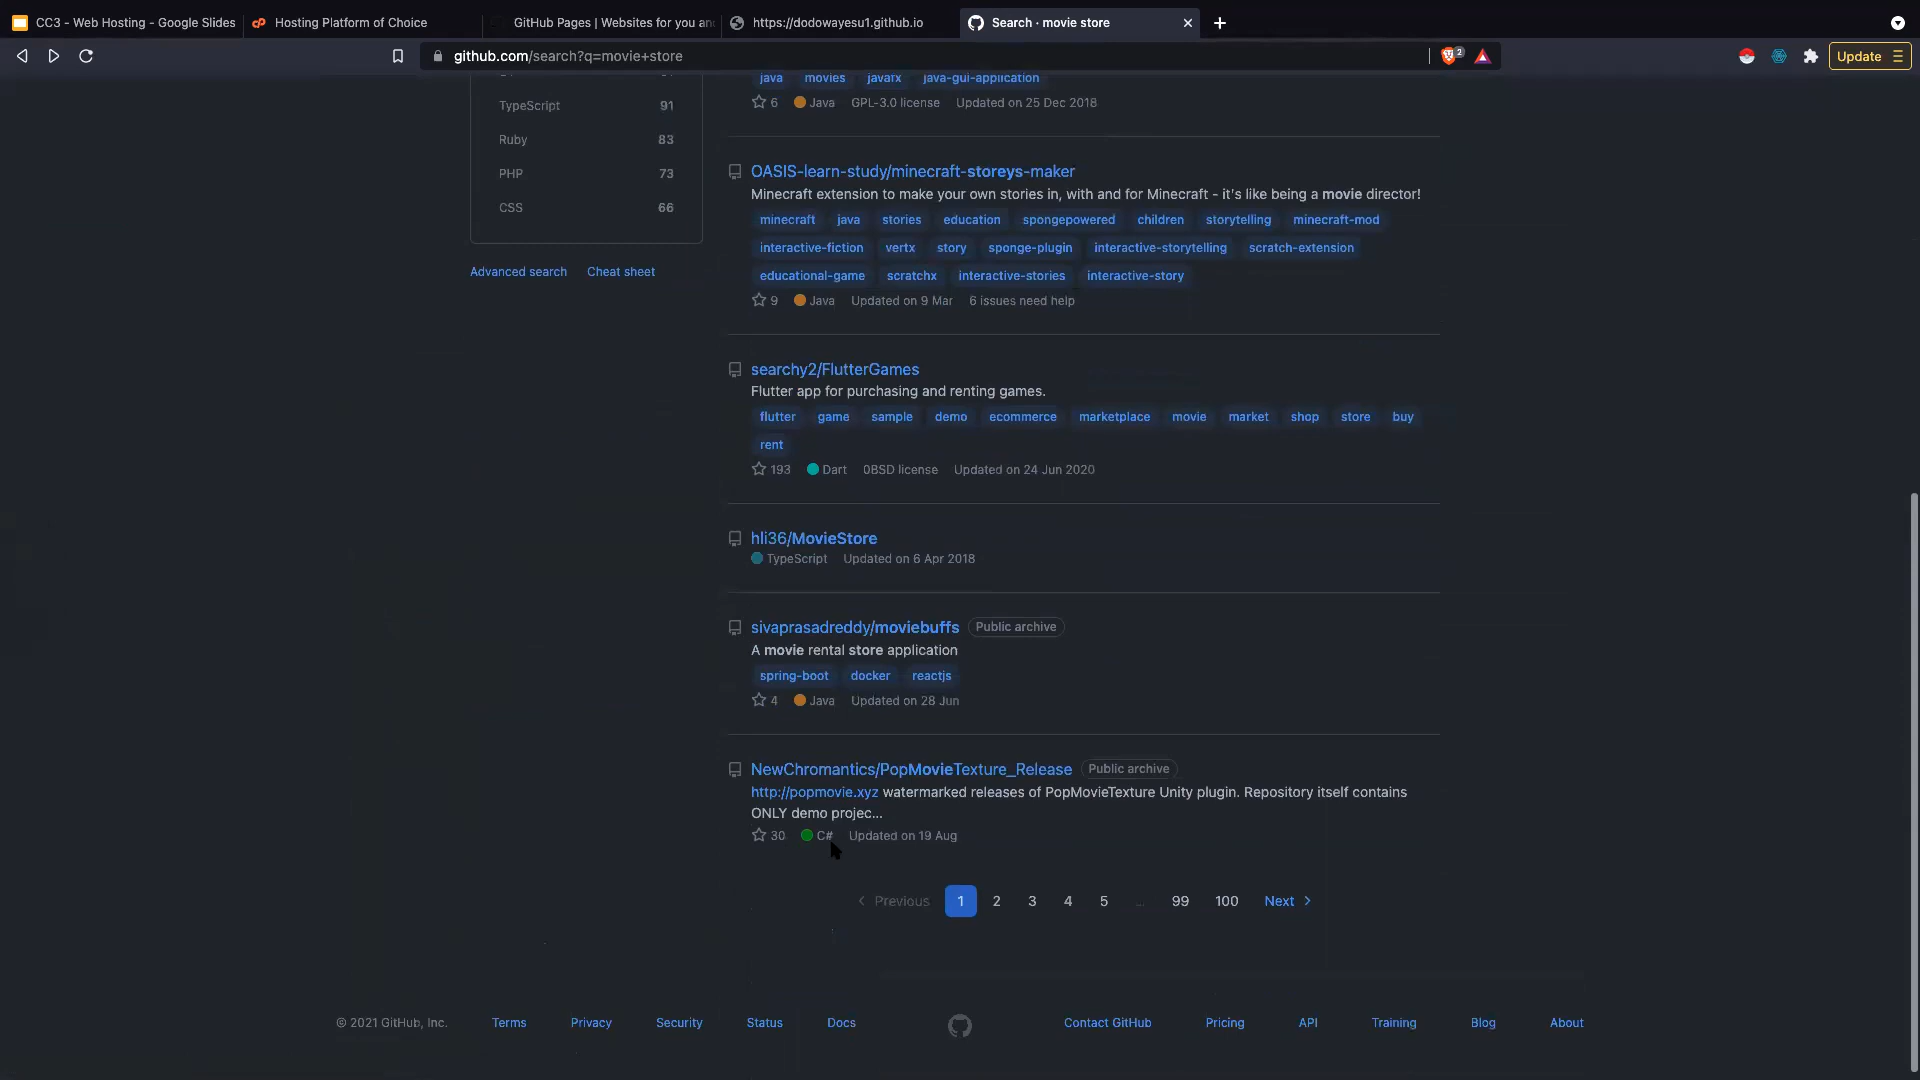 CC3 - Web Hosting - Google Slides
Hosting Platform of Choice
GitHub Pages | Websites for you and
https://dodowayesu1.github.io
Search · movie store
github.com/search?q=movie+store
2
Update
java movies javafx java-gui-application
6 Java GPL-3.0 license Updated on 25 Dec 2018
TypeScript 91
Ruby 83
PHP 73
CSS 66
Advanced search Cheat sheet
OASIS-learn-study/minecraft-storeys-maker
Minecraft extension to make your own stories in, with and for Minecraft - it's like being a movie director!
minecraft java stories education spongepowered children storytelling minecraft-mod
interactive-fiction vertx story sponge-plugin interactive-storytelling scratch-extension
educational-game scratchx interactive-stories interactive-story
9 Java Updated on 9 Mar 6 issues need help
searchy2/FlutterGames
Flutter app for purchasing and renting games.
flutter game sample demo ecommerce marketplace movie market shop store buy
rent
193 Dart 0BSD license Updated on 24 Jun 2020
hli36/MovieStore
TypeScript Updated on 6 Apr 2018
sivaprasadreddy/moviebuffs Public archive
A movie rental store application
spring-boot docker reactjs
4 Java Updated on 28 Jun
NewChromantics/PopMovieTexture_Release Public archive
http://popmovie.xyz watermarked releases of PopMovieTexture Unity plugin. Repository itself contains
ONLY demo projec...
30 C# Updated on 19 Aug
Previous 1 2 3 4 5 ... 99 100 Next
© 2021 GitHub, Inc. Terms Privacy Security Status Docs Contact GitHub Pricing API Training Blog About